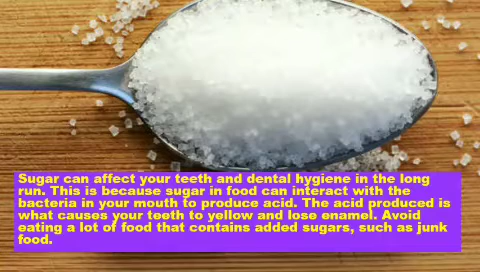 Sugar can affect your teeth and dental hygiene in the long
run. This is because sugar in food can interact with the
bacteria in your mouth to produce acid. The acid produced is
what causes your teeth to yellow and lose enamel. Avoid
eating a lot of food that contains added sugars, such as junk
food.